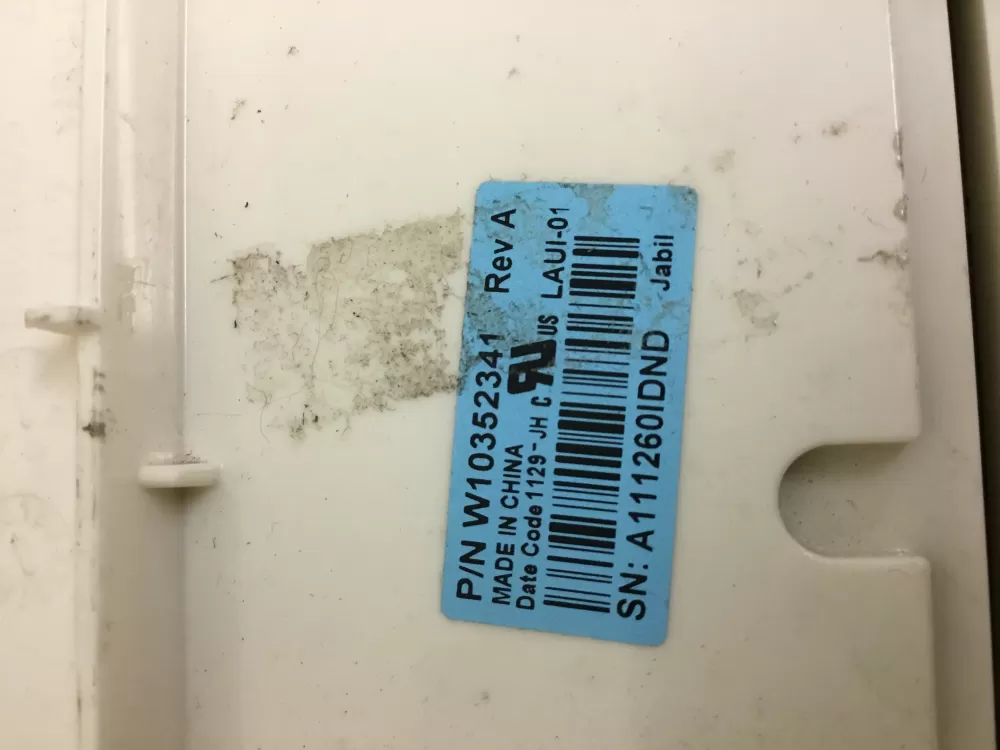 P/N W10352341 Rev A
MADE IN CHINA
Date Code 1129-JH C US LAUI-01
SN: A111260IDND Jabil